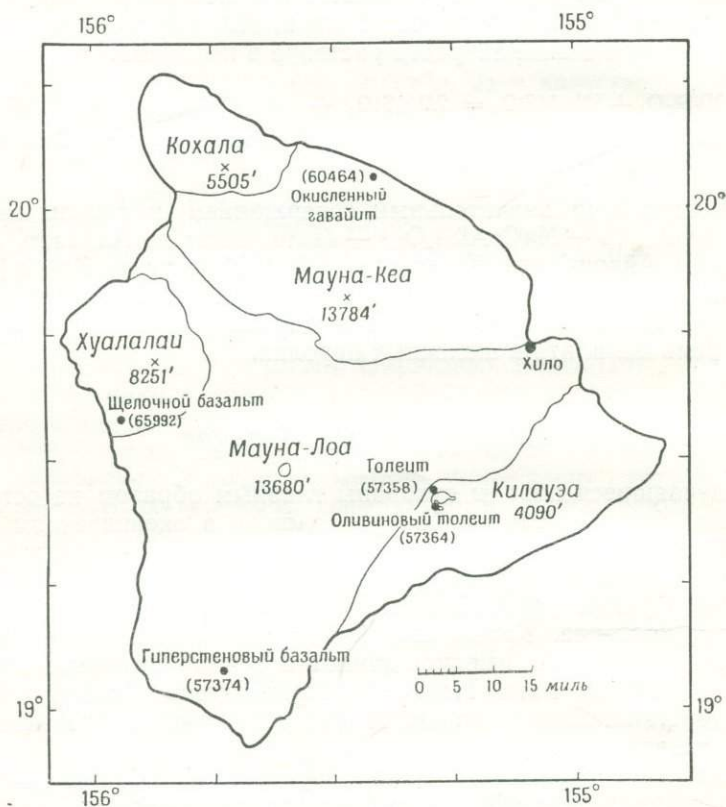 156°
155°
Кохала
5505'
(60464)
Окисленный
гавайит
20°
20°
Мауна-Кеа
13784'
Хуалалаи
8251'
Хило
Щелочной базальт
(65992)
Мауна-Лоа
13680'
Толеит
(57358)
Килауэа
4090'
Оливиновый толеит
(57364)
Гиперстеновый базальт
(57374)
0 5 10 15 миль
19°
19°
156°
155°